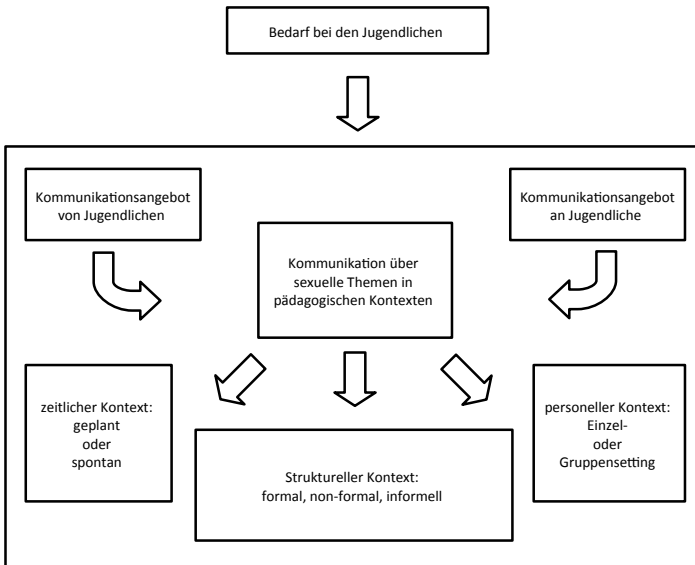 Bedarf bei den Jugendlichen
Kommunikationsangebot
von Jugendlichen
Kommunikationsangebot
an Jugendliche
Kommunikation über
sexuelle Themen in
pädagogischen Kontexten
zeitlicher Kontext:
geplant
oder
spontan
Struktureller Kontext:
formal, non-formal, informell
personeller Kontext:
Einzel-
oder
Gruppensetting